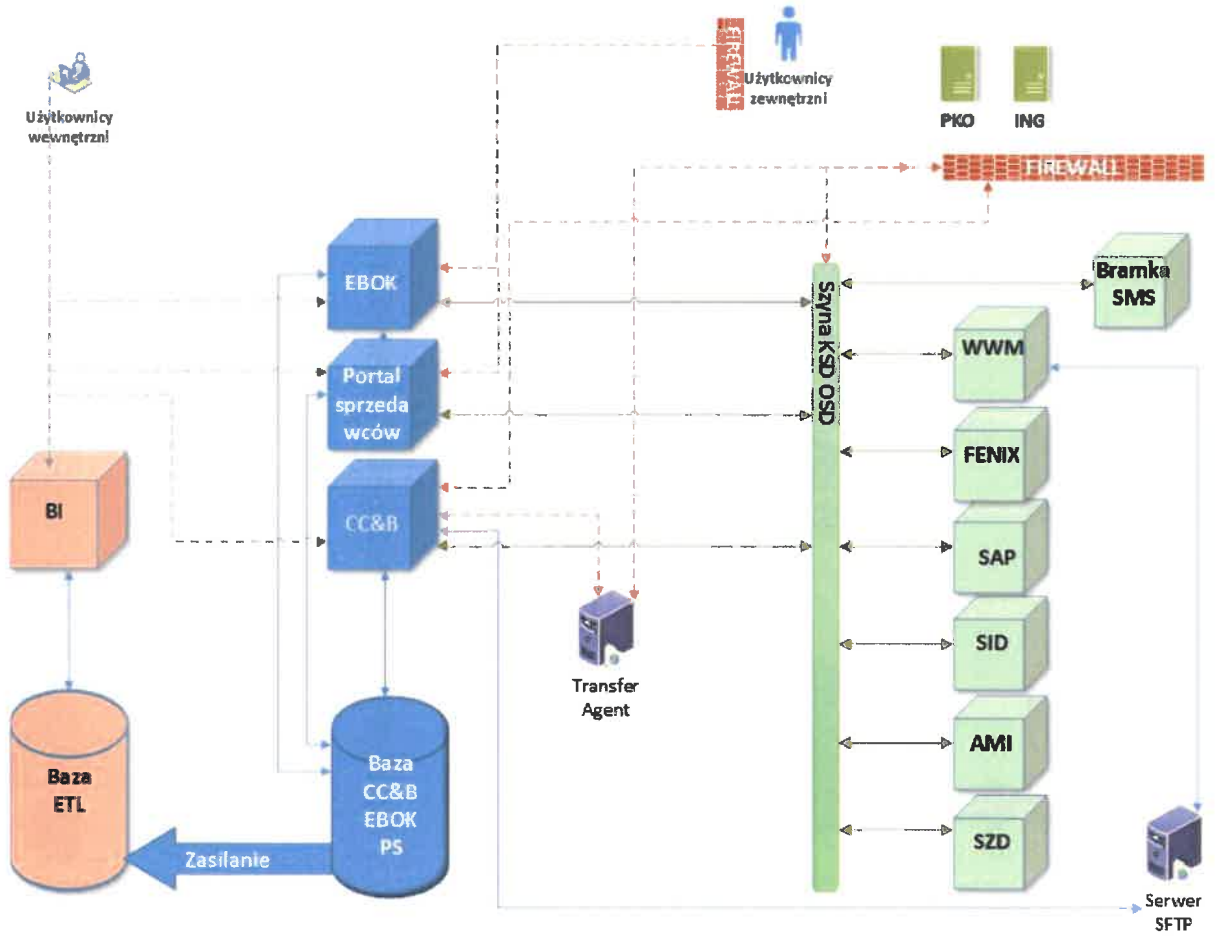 FIREWALL
Użytkownicy
zewnętrzni
Użytkownicy
wewnętrzni
PKO
ING
FIREWALL
EBOK
Bramka
SMS
Szyna KSD OSD
WWM
Portal
sprzeda
wców
FENIX
BI
CC&B
SAP
SID
Transfer
Agent
AMI
Baza
ETL
Baza
CC&B
EBOK
PS
SZD
Zasilanie
Serwer
SFTP